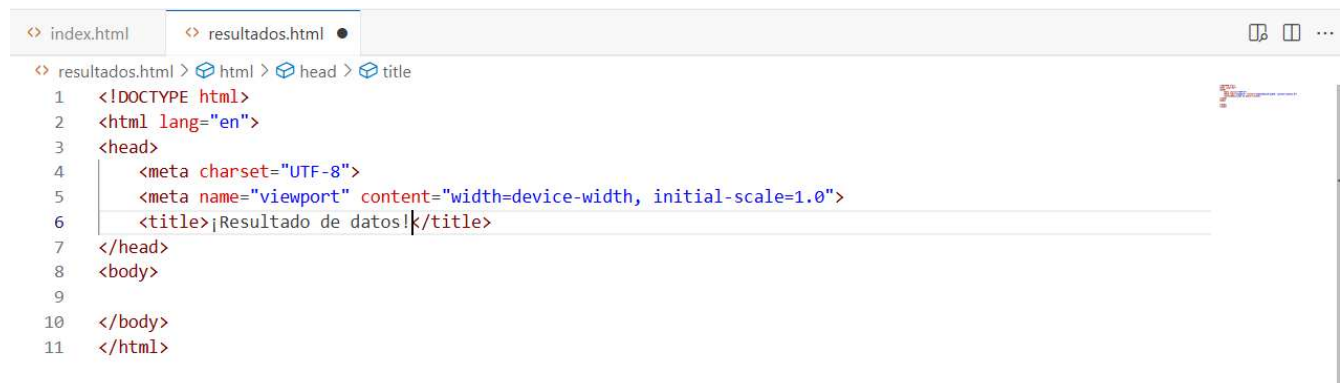 index.html resultados.html
resultados.html > html > head > title
1 <!DOCTYPE html>
2 <html lang="en">
3 <head>
4     <meta charset="UTF-8">
5     <meta name="viewport" content="width=device-width, initial-scale=1.0">
6     <title>¡Resultado de datos!</title>
7 </head>
8 <body>
9
10 </body>
11 </html>